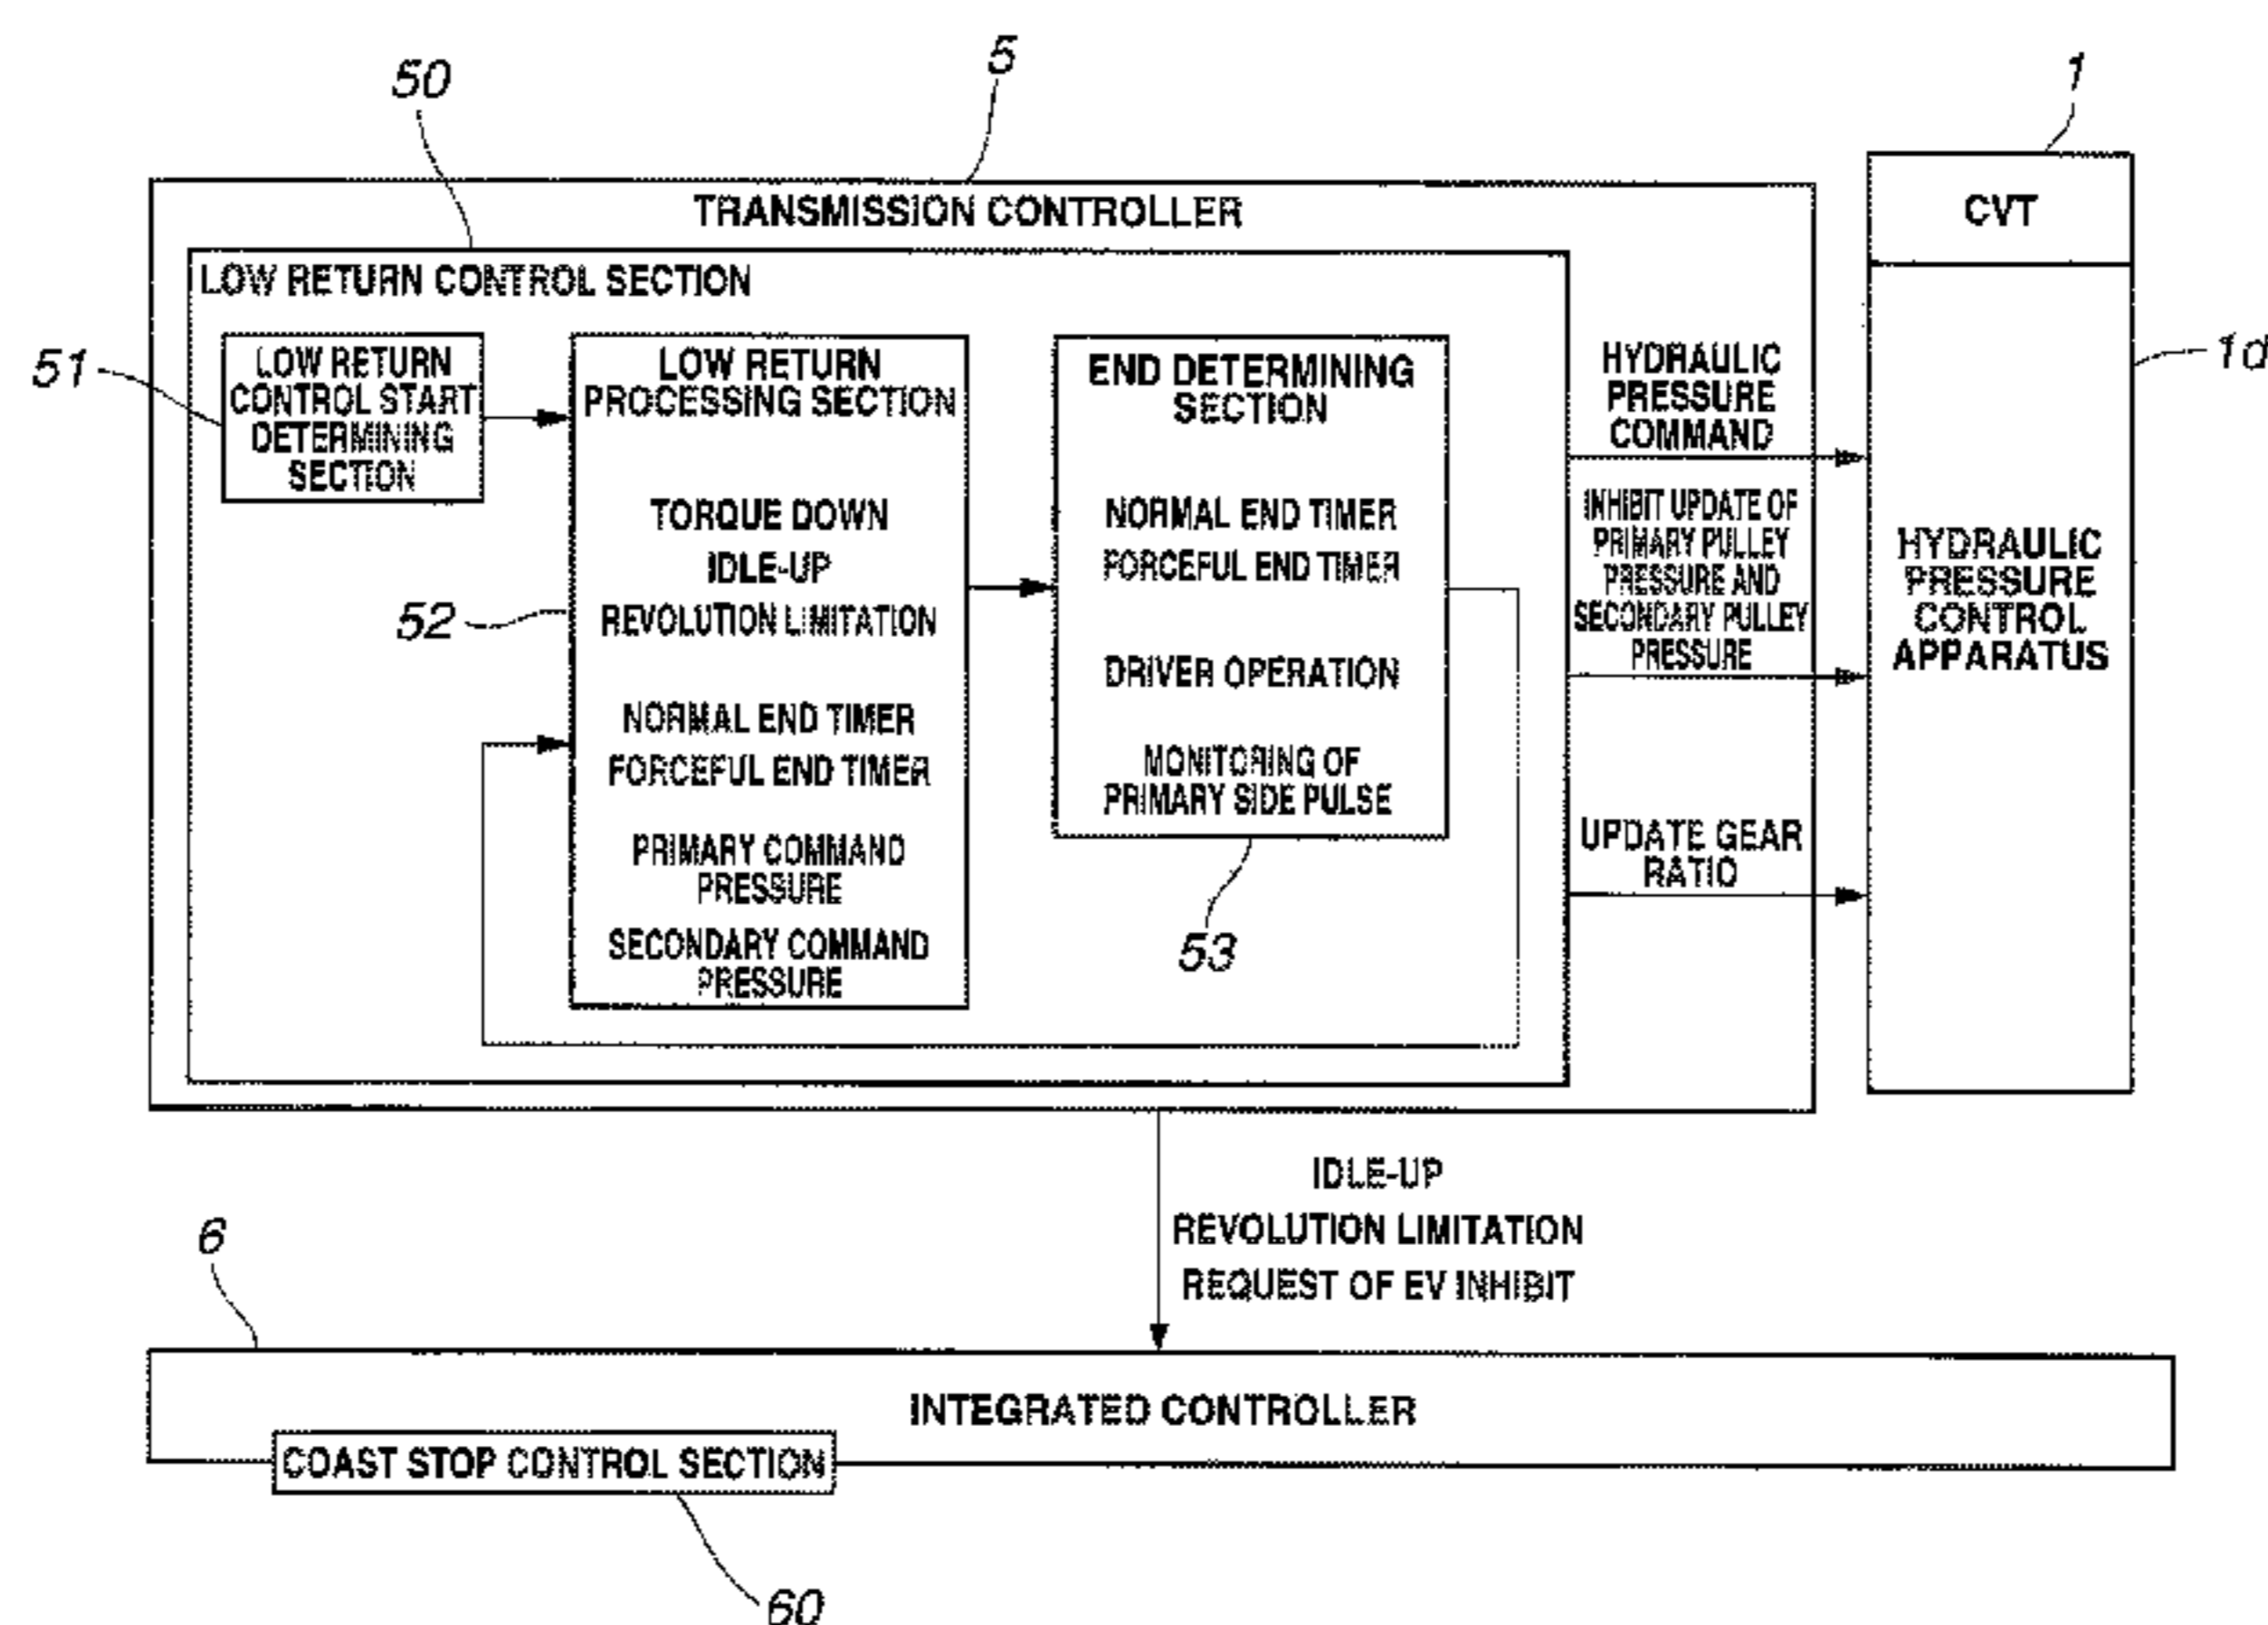 5
50
1
TRANSMISSION CONTROLLER
CVT
LOW RETURN CONTROL SECTION
51
LOW RETURN
CONTROL START
DETERMINING
SECTION
LOW RETURN
PROCESSING SECTION
TORQUE DOWN
IDLE-UP
REVOLUTION LIMITATION
NORMAL END TIMER
FORCEFUL END TIMER
PRIMARY COMMAND
PRESSURE
SECONDARY COMMAND
PRESSURE
52
END DETERMINING
SECTION
NORMAL END TIMER
FORCEFUL END TIMER
DRIVER OPERATION
MONITORING OF
PRIMARY SIDE PULSE
53
HYDRAULIC
PRESSURE
COMMAND
INHIBIT UPDATE OF
PRIMARY PULLEY
PRESSURE AND
SECONDARY PULLEY
PRESSURE
UPDATE GEAR
RATIO
HYDRAULIC
PRESSURE
CONTROL
APPARATUS
1d
IDLE-UP
REVOLUTION LIMITATION
REQUEST OF EV INHIBIT
6
INTEGRATED CONTROLLER
COAST STOP CONTROL SECTION
60